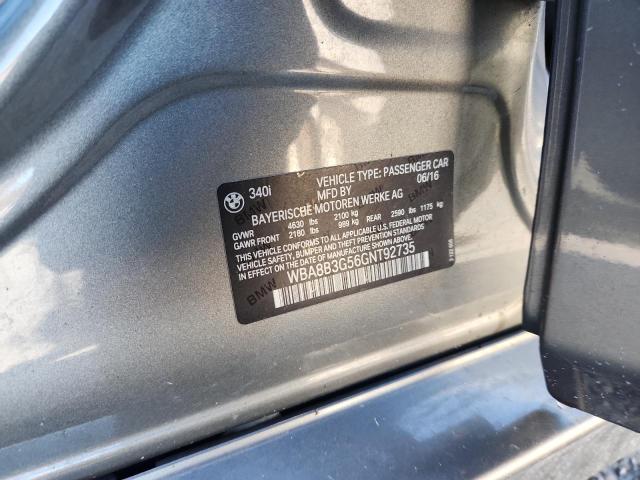 340i VEHICLE TYPE: PASSENGER CAR
MFD BY 06/16
BAYERISCHE MOTOREN WERKE AG
GVWR 4630 lbs 2100 kg
GAWR FRONT 2180 lbs 989 kg REAR 2590 lbs 1175 kg
THIS VEHICLE CONFORMS TO ALL APPLICABLE U.S. FEDERAL MOTOR
VEHICLE SAFETY, BUMPER, AND THEFT PREVENTION STANDARDS
IN EFFECT ON THE DATE OF MANUFACTURE SHOWN ABOVE.
WBA8B3G56GNT92735
BMW